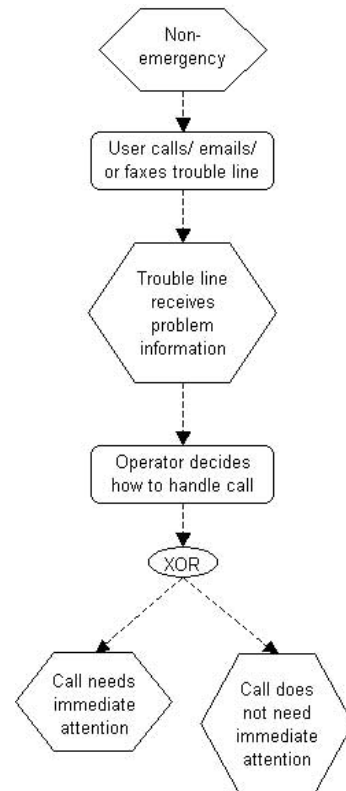 Non-
emergency
User calls/ emails/
or faxes trouble line
Trouble line
receives
problem
information
Operator decides
how to handle call
XOR
Call needs
immediate
attention
Call does
not need
immediate
attention